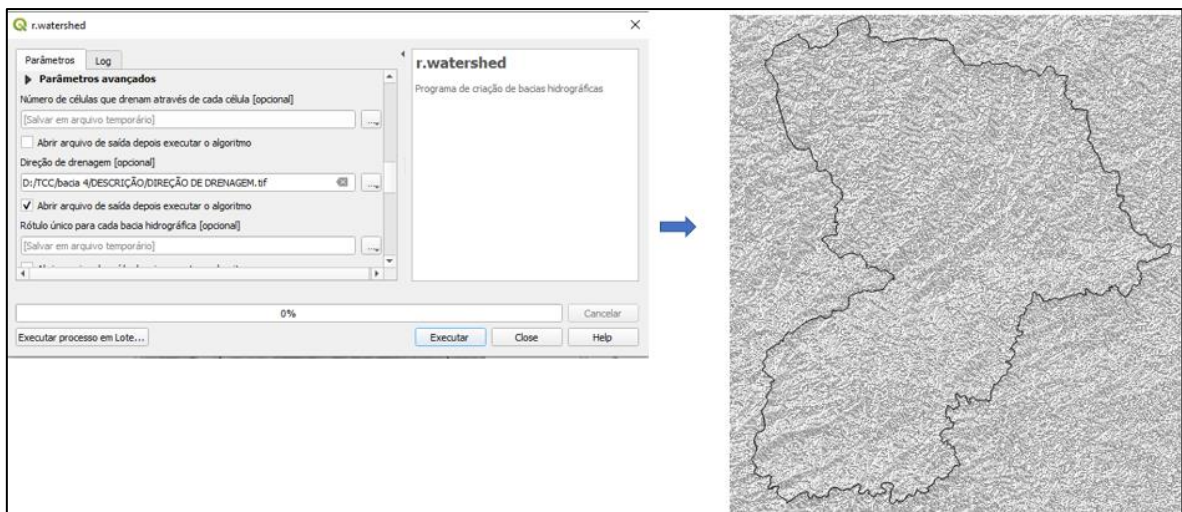 r.watershed
Parâmetros
Log
Parâmetros avançados
Número de células que drenam através de cada célula [opcional]
[Salvar em arquivo temporário]
...
Abrir arquivo de saída depois executar o algoritmo
Direção de drenagem [opcional]
D:/TCC/bacia 4/DESCRIÇÃO/DIREÇÃO DE DRENAGEM.tif
...
Abrir arquivo de saída depois executar o algoritmo
Rótulo único para cada bacia hidrográfica [opcional]
[Salvar em arquivo temporário]
...
r.watershed
Programa de criação de bacias hidrográficas
0%
Cancelar
Executar processo em Lote...
Executar
Close
Help